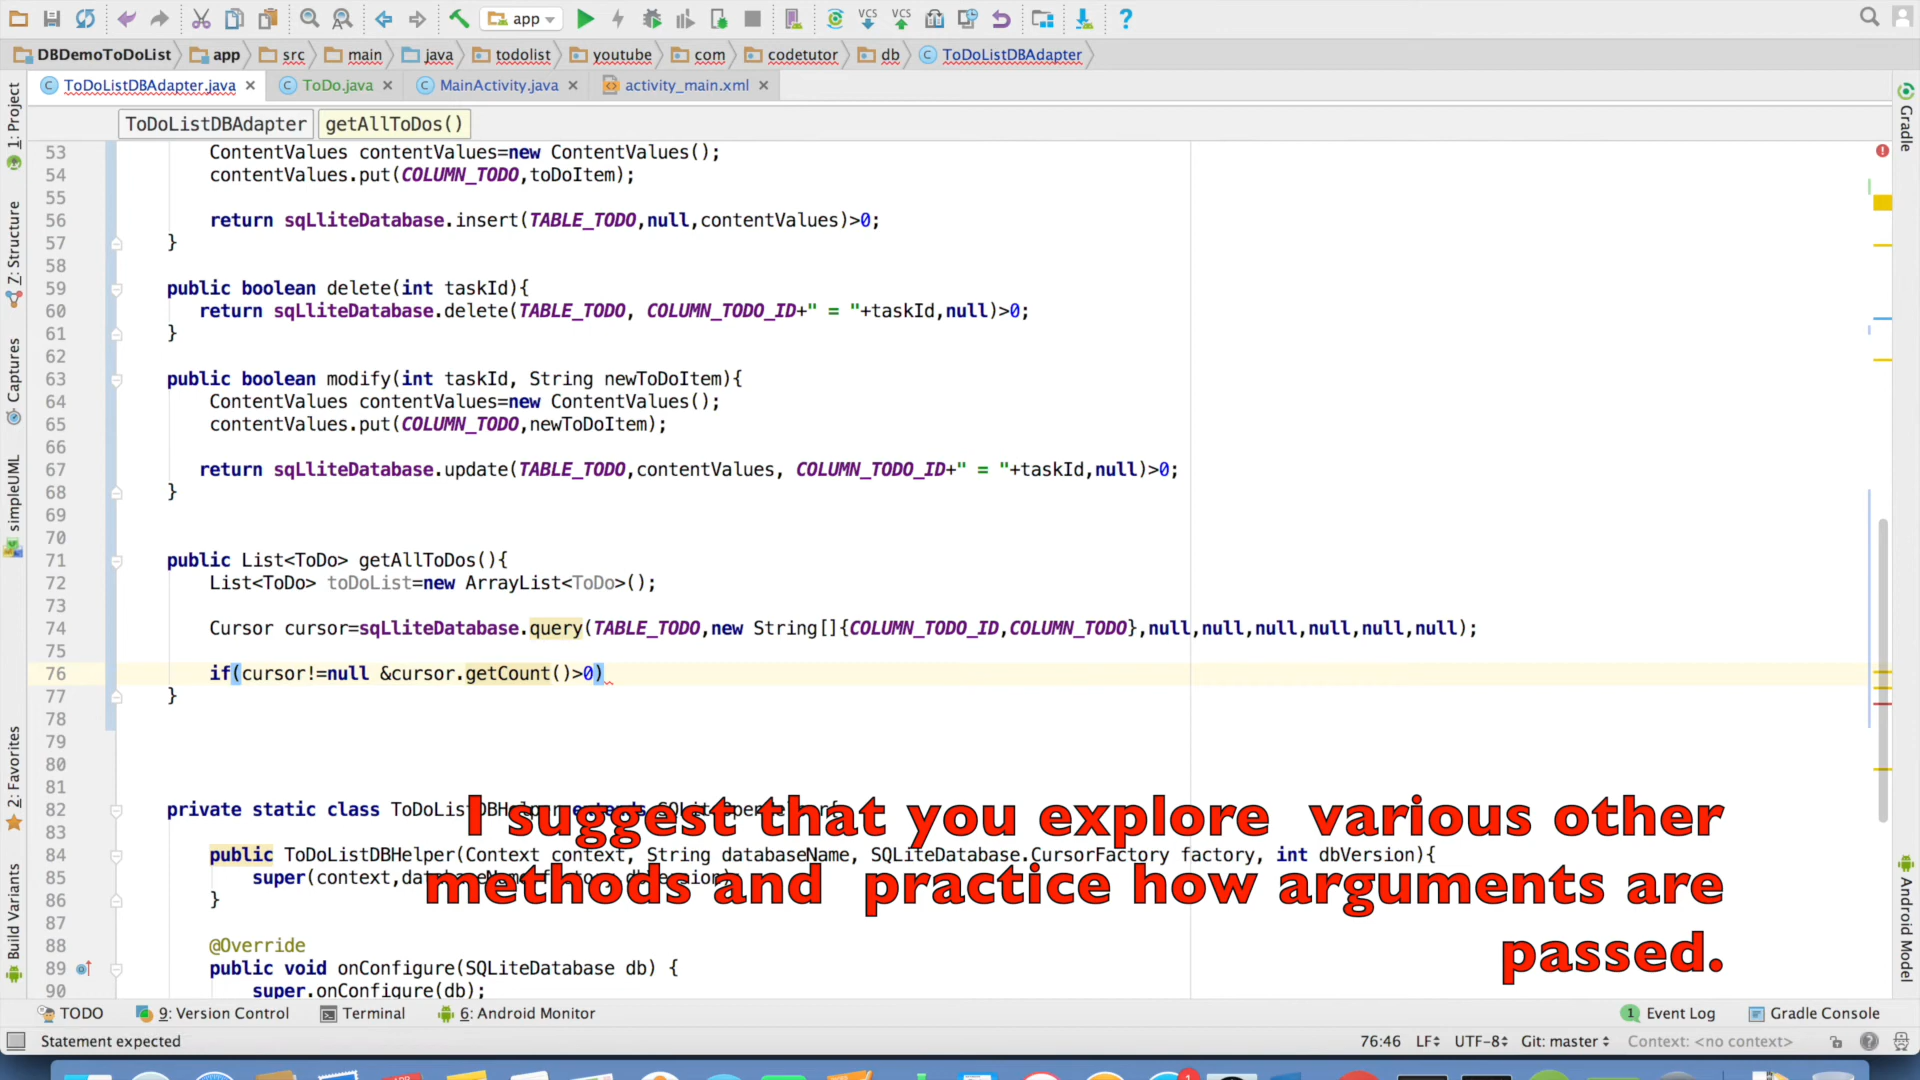 app
DBDemoToDoList app src main java todolist youtube com codetutor db ToDoListDBAdapter
ToDoListDBAdapter.java ToDo.java MainActivity.java activity_main.xml
ToDoListDBAdapter getAllToDos()
1: Project
Z: Structure
Captures
simpleUML
2: Favorites
Build Variants
Gradle
Android Model
53 ContentValues contentValues=new ContentValues();
54 contentValues.put(COLUMN_TODO,toDoItem);
55
56 return sqLliteDatabase.insert(TABLE_TODO,null,contentValues)>0;
57 }
58
59 public boolean delete(int taskId){
60 return sqLliteDatabase.delete(TABLE_TODO, COLUMN_TODO_ID+" = "+taskId,null)>0;
61 }
62
63 public boolean modify(int taskId, String newToDoItem){
64 ContentValues contentValues=new ContentValues();
65 contentValues.put(COLUMN_TODO,newToDoItem);
66
67 return sqLliteDatabase.update(TABLE_TODO,contentValues, COLUMN_TODO_ID+" = "+taskId,null)>0;
68 }
69
70
71 public List<ToDo> getAllToDos(){
72 List<ToDo> toDoList=new ArrayList<ToDo>();
73
74 Cursor cursor=sqLliteDatabase.query(TABLE_TODO,new String[]{COLUMN_TODO_ID,COLUMN_TODO},null,null,null,null,null,null);
75
76 if(cursor!=null &cursor.getCount()>0)
77 }
78
79
80
81
82 private static class
I suggest that you explore various other
83
84 public ToDoListDBHelper(Context context, String databaseName, SQLiteDatabase.CursorFactory factory, int dbVersion){
85 super(context,
methods and practice how arguments are
86 }
87
88 @Override
passed.
89 public void onConfigure(SQLiteDatabase db) {
90 super.onConfigure(db);
TODO 9: Version Control Terminal 6: Android Monitor 1 Event Log Gradle Console
Statement expected 76:46 LF UTF-8 Git: master Context: <no context>